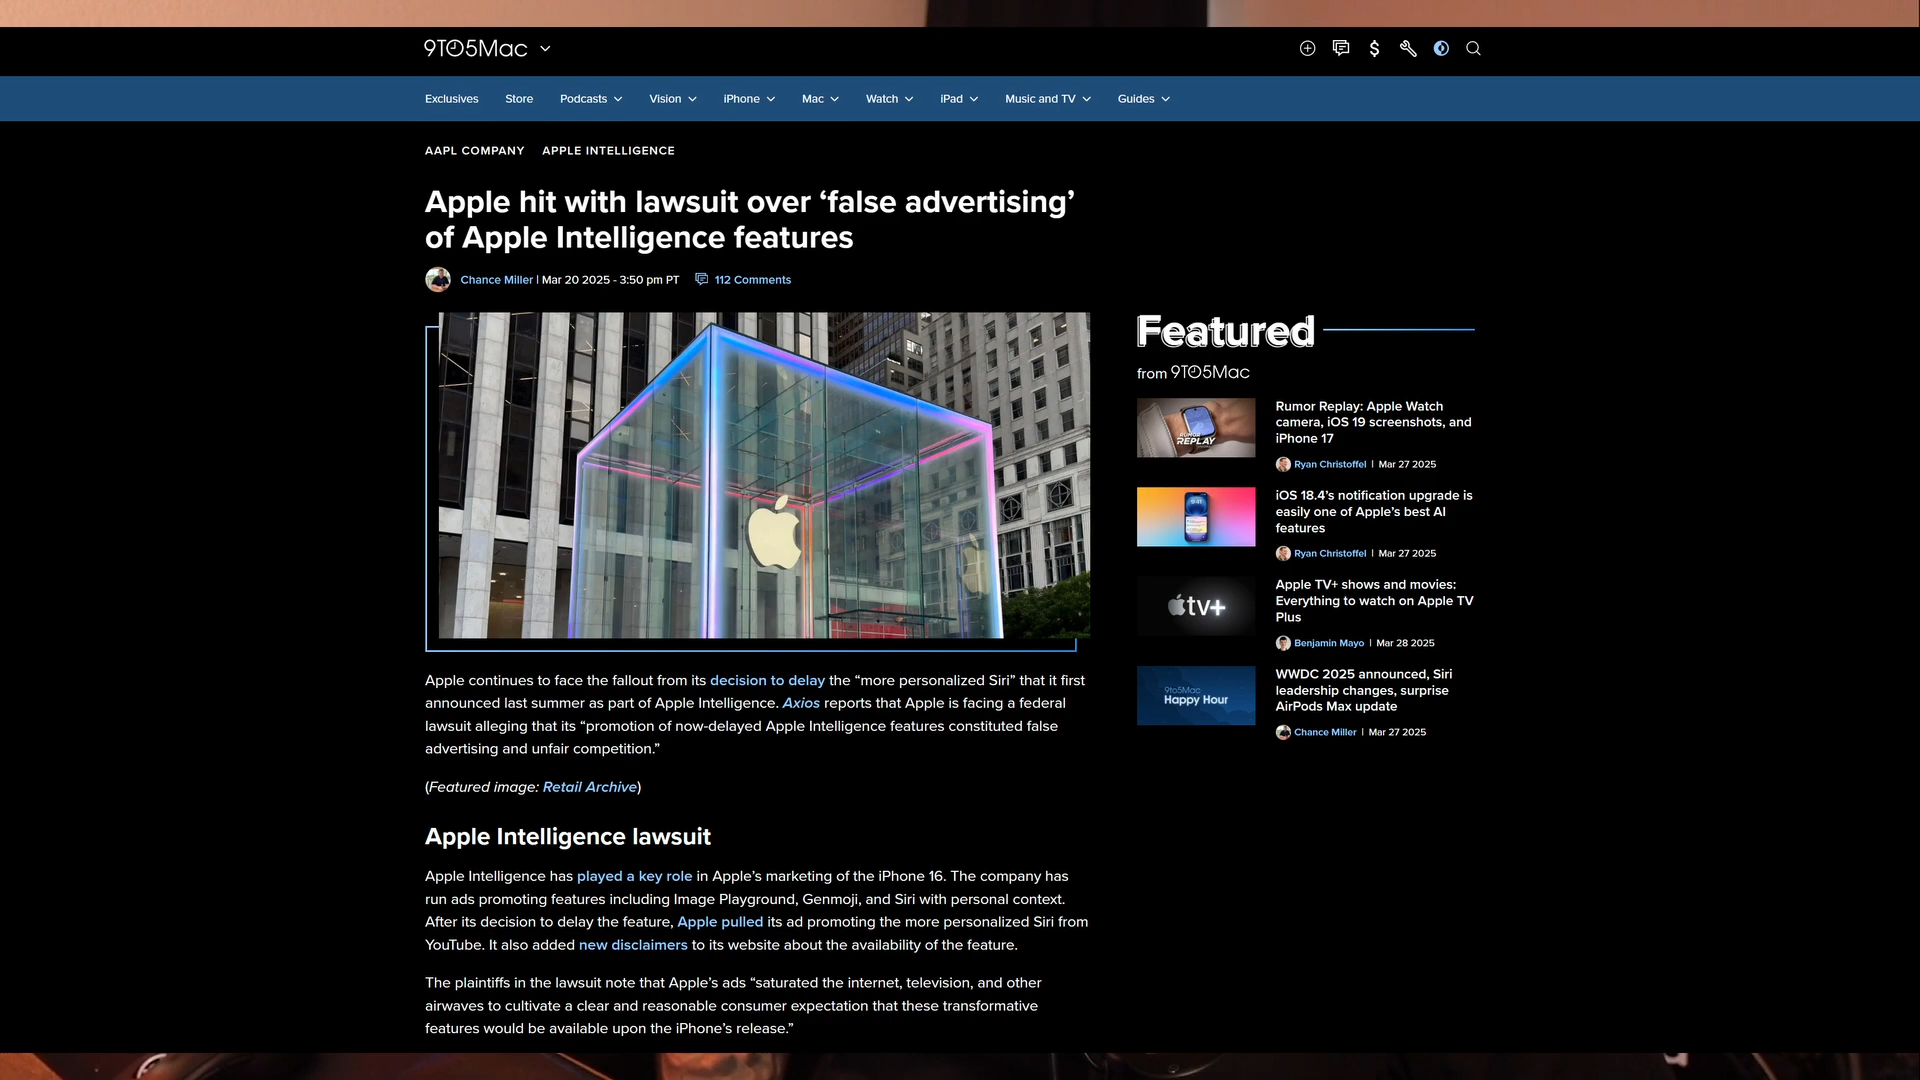 9TO5Mac
Exclusives Store Podcasts Vision iPhone Mac Watch iPad Music and TV Guides
AAPL COMPANY APPLE INTELLIGENCE
Apple hit with lawsuit over ‘false advertising’
of Apple Intelligence features
Chance Miller | Mar 20 2025 - 3:50 pm PT 112 Comments
Apple continues to face the fallout from its decision to delay the “more personalized Siri” that it first
announced last summer as part of Apple Intelligence. Axios reports that Apple is facing a federal
lawsuit alleging that its “promotion of now-delayed Apple Intelligence features constituted false
advertising and unfair competition.”
(Featured image: Retail Archive)
Apple Intelligence lawsuit
Apple Intelligence has played a key role in Apple’s marketing of the iPhone 16. The company has
run ads promoting features including Image Playground, Genmoji, and Siri with personal context.
After its decision to delay the feature, Apple pulled its ad promoting the more personalized Siri from
YouTube. It also added new disclaimers to its website about the availability of the feature.
The plaintiffs in the lawsuit note that Apple’s ads “saturated the internet, television, and other
airwaves to cultivate a clear and reasonable consumer expectation that these transformative
features would be available upon the iPhone’s release.”
Featured
from 9TO5Mac
RUMOR
REPLAY
Rumor Replay: Apple Watch
camera, iOS 19 screenshots, and
iPhone 17
Ryan Christoffel | Mar 27 2025
9:41
iOS 18.4’s notification upgrade is
easily one of Apple’s best AI
features
Ryan Christoffel | Mar 27 2025
tv+
Apple TV+ shows and movies:
Everything to watch on Apple TV
Plus
Benjamin Mayo | Mar 28 2025
9to5Mac
Happy Hour
WWDC 2025 announced, Siri
leadership changes, surprise
AirPods Max update
Chance Miller | Mar 27 2025